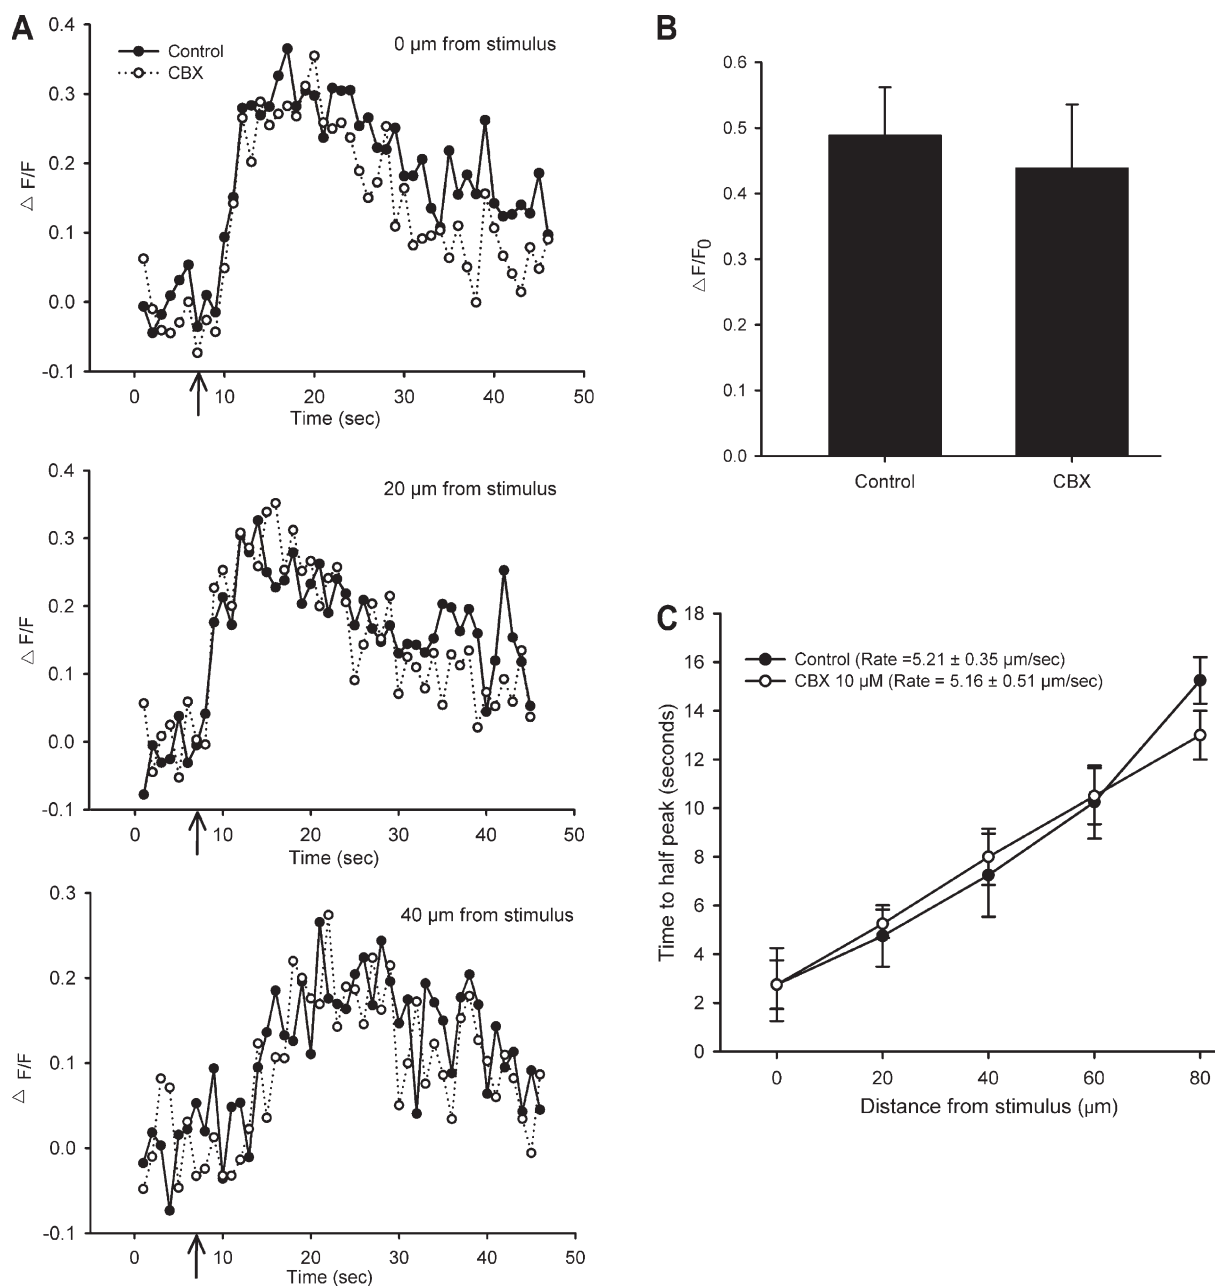 A
0.4
0.3
0.2
0.1
0.0
-0.1
△ F/F
Control
CBX
0 µm from stimulus
0 10 20 30 40 50
Time (sec)
0.4
0.3
0.2
0.1
0.0
-0.1
△ F/F
20 µm from stimulus
0 10 20 30 40 50
Time (sec)
0.3
0.2
0.1
0.0
-0.1
△ F/F
40 µm from stimulus
0 10 20 30 40 50
Time (sec)
B
0.6
0.5
0.4
0.3
0.2
0.1
0.0
△F/F0
Control CBX
C
18
16
14
12
10
8
6
4
2
0
Time to half peak (seconds)
Control (Rate =5.21 ± 0.35 µm/sec)
CBX 10 µM (Rate = 5.16 ± 0.51 µm/sec)
0 20 40 60 80
Distance from stimulus (µm)